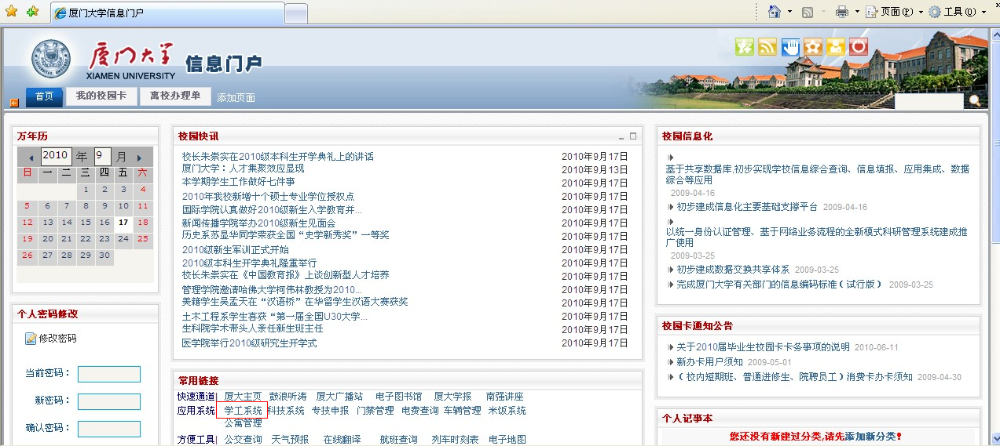 厦门大学信息门户
页面(P) 工具(O)
厦门大学 信息门户
XIAMEN UNIVERSITY
首页 我的校园卡 离校办理单 添加页面
万年历
2010 年 9 月
日 一 二 三 四 五 六
1 2 3 4
5 6 7 8 9 10 11
12 13 14 15 16 17 18
19 20 21 22 23 24 25
26 27 28 29 30
个人密码修改
修改密码
当前密码：
新密码：
确认密码：
校园快讯
校长朱崇实在2010级本科生开学典礼上的讲话 2010年9月17日
厦门大学：人才集聚效应显现 2010年9月13日
本学期学生工作做好七件事 2010年9月17日
2010年我校新增十个硕士专业学位授权点 2010年9月17日
国际学院认真做好2010级新生入学教育并... 2010年9月17日
新闻传播学院举办2010级新生见面会 2010年9月17日
历史系苏显华同学荣获全国“史学新秀奖”一等奖 2010年9月17日
2010级新生军训正式开始 2010年9月17日
2010级本科生开学典礼隆重举行 2010年9月17日
校长朱崇实在《中国教育报》上谈创新型人才培养 2010年9月17日
管理学院邀请哈佛大学柯伟林教授为2010... 2010年9月17日
美籍学生吴孟天在“汉语桥”在华留学生汉语大赛获奖 2010年9月17日
土木工程系学生喜获“第一届全国U30大学... 2010年9月17日
生科院学术带头人亲任新生班主任 2010年9月17日
医学院举行2010级研究生开学式 2010年9月17日
常用链接
快速通道| 厦大主页 鼓浪听涛 厦大广播站 电子图书馆 厦大学报 南强讲座
应用系统| 学工系统 科技系统 专技申报 门禁管理 电费查询 车辆管理 米饭系统
公寓管理
方便工具| 公交查询 天气预报 在线翻译 航班查询 列车时刻表 电子地图
校园信息化
基于共享数据库,初步实现学校信息综合查询、信息填报、应用集成、数据
综合等应用
2009-04-16
初步建成信息化主要基础支撑平台 2009-04-16
以统一身份认证管理、基于网络业务流程的全新模式科研管理系统建成推
广使用
2009-03-25
初步建成数据交换共享体系 2009-03-25
完成厦门大学有关部门的信息编码标准（试行版） 2009-03-25
校园卡通知公告
关于2010届毕业生校园卡卡务事项的说明 2010-06-11
新办卡用户须知 2009-05-01
（校内短期班、普通进修生、院聘员工）消费卡办卡须知 2009-04-30
个人记事本
您还没有新建过分类,请先添加新分类!